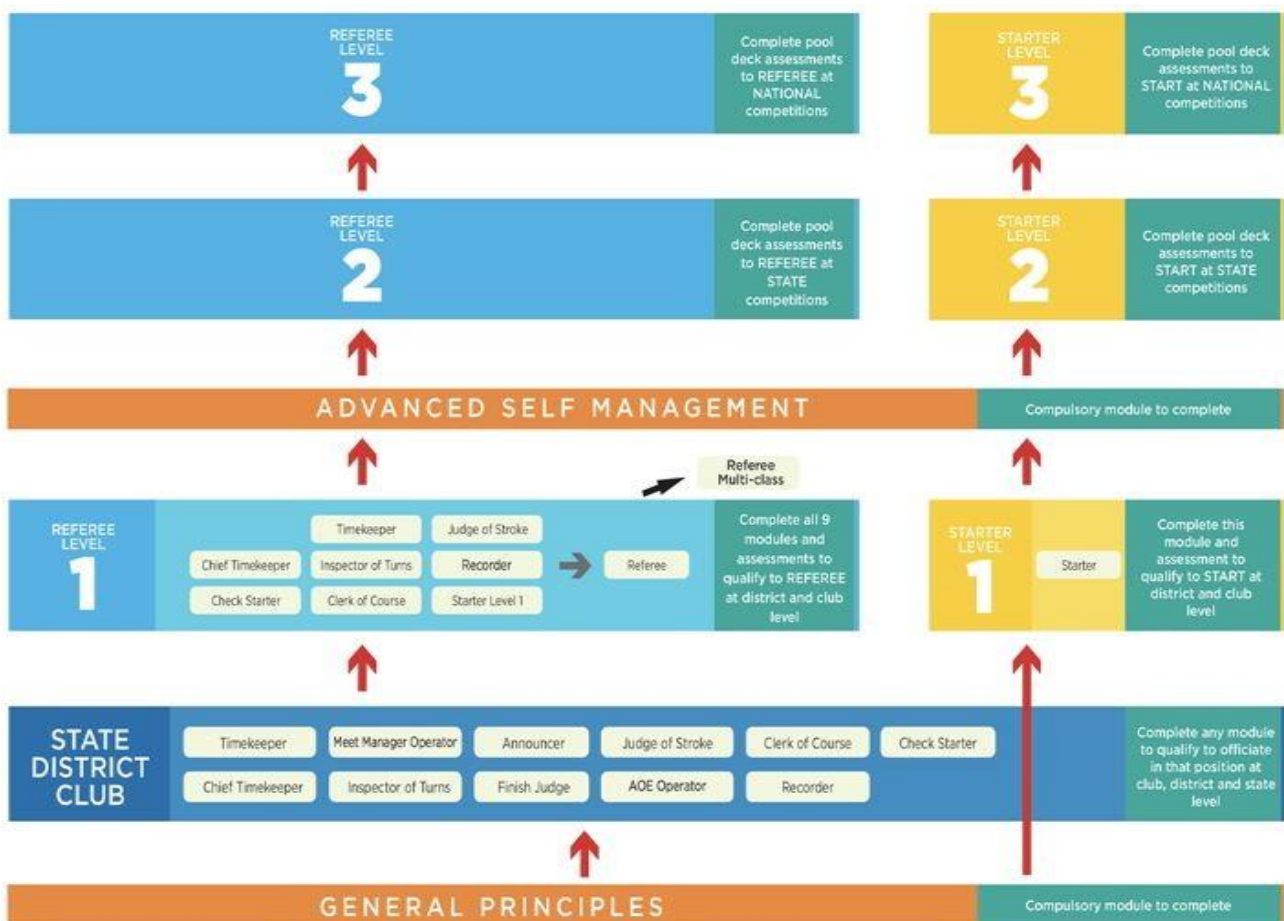 REFEREE
LEVEL
3
Complete pool
deck assessments
to REFEREE at
NATIONAL
competitions
STARTER
LEVEL
3
Complete pool deck
assessments to
START at NATIONAL
competitions
REFEREE
LEVEL
2
Complete pool
deck assessments
to REFEREE at
STATE
competitions
STARTER
LEVEL
2
Complete pool deck
assessments to
START at STATE
competitions
ADVANCED SELF MANAGEMENT
Compulsory module to complete
Referee
Multi-class
REFEREE
LEVEL
1
Timekeeper
Judge of Stroke
Chief Timekeeper
Inspector of Turns
Recorder
Referee
Check Starter
Clerk of Course
Starter Level 1
Complete all 9
modules and
assessments to
qualify to REFEREE
at district and club
level
STARTER
LEVEL
1
Starter
Complete this
module and
assessment to
qualify to START at
district and club
level
STATE
DISTRICT
CLUB
Timekeeper
Meet Manager Operator
Announcer
Judge of Stroke
Clerk of Course
Check Starter
Chief Timekeeper
Inspector of Turns
Finish Judge
AOE Operator
Recorder
Complete any module
to qualify to officiate
in that position at
club, district and state
level
GENERAL PRINCIPLES
Compulsory module to complete